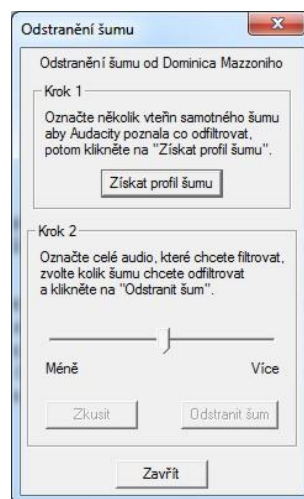 Odstranění šumu
Odstranění šumu od Dominica Mazzoniho
Krok 1
Označte několik vteřin samotného šumu
aby Audacity poznala co odfiltrovat,
potom klikněte na "Získat profil šumu".
Získat profil šumu
Krok 2
Označte celé audio, které chcete filtrovat,
zvolte kolik šumu chcete odfiltrovat
a klikněte na "Odstranit šum".
Méně Více
Zkusit Odstranit šum
Zavřít